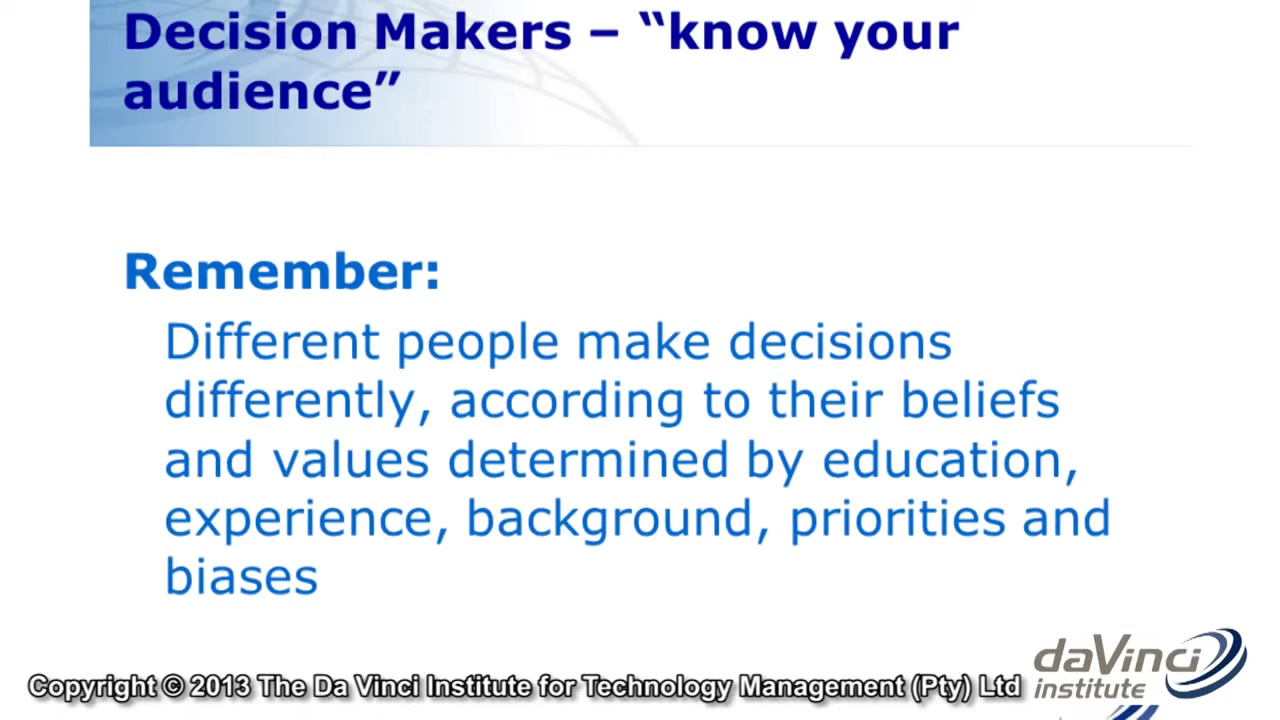 Decision Makers – “know your
audience”
Remember:
Different people make decisions
differently, according to their beliefs
and values determined by education,
experience, background, priorities and
biases
daVinci
institute
Copyright © 2013 The Da Vinci Institute for Technology Management (Pty) Ltd